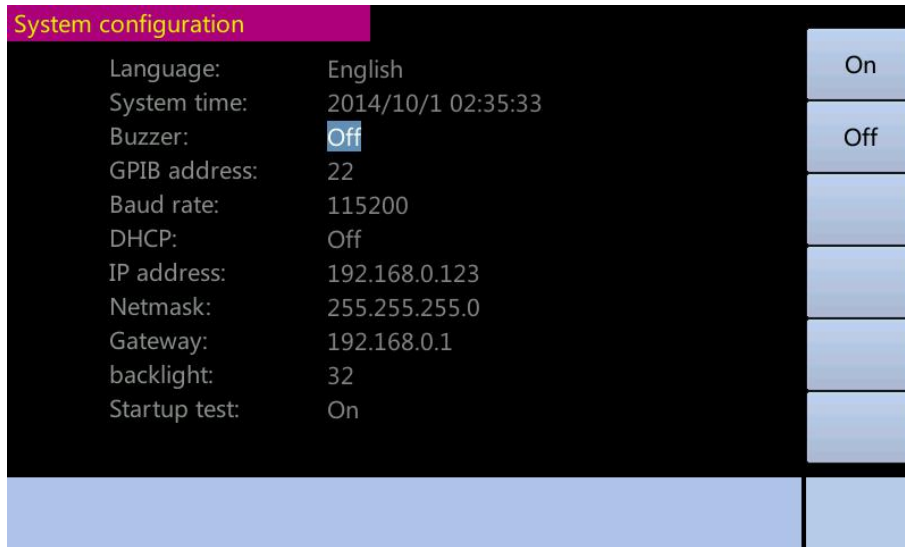 System configuration
Language: English
System time: 2014/10/1 02:35:33
Buzzer: Off
GPIB address: 22
Baud rate: 115200
DHCP: Off
IP address: 192.168.0.123
Netmask: 255.255.255.0
Gateway: 192.168.0.1
backlight: 32
Startup test: On
On
Off